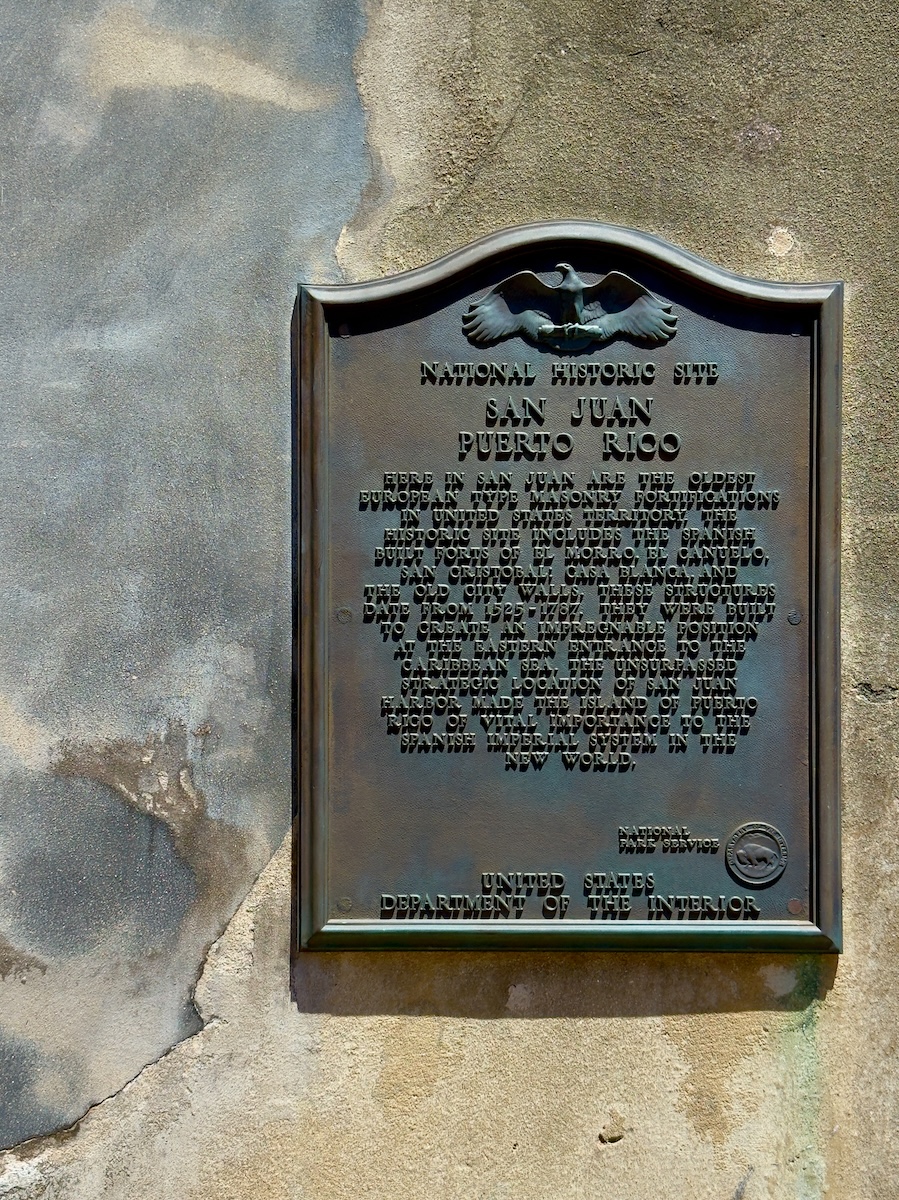 NATIONAL HISTORIC SITE
SAN JUAN
PUERTO RICO
HERE IN SAN JUAN ARE THE OLDEST
EUROPEAN TYPE MASONRY FORTIFICATIONS
IN UNITED STATES TERRITORY. THE
HISTORIC SITE INCLUDES THE SPANISH
BUILT FORTS OF EL MORRO, EL CANUELO,
SAN CRISTOBAL, CASA BLANCA, AND
THE OLD CITY WALLS. THESE STRUCTURES
DATE FROM 1525-1787. THEY WERE BUILT
TO CREATE AN IMPREGNABLE POSITION
AT THE EASTERN ENTRANCE TO THE
CARIBBEAN SEA. THE UNSURPASSED
STRATEGIC LOCATION OF SAN JUAN
HARBOR MADE THE ISLAND OF PUERTO
RICO OF VITAL IMPORTANCE TO THE
SPANISH IMPERIAL SYSTEM IN THE
NEW WORLD.
NATIONAL
PARK SERVICE
UNITED STATES
DEPARTMENT OF THE INTERIOR